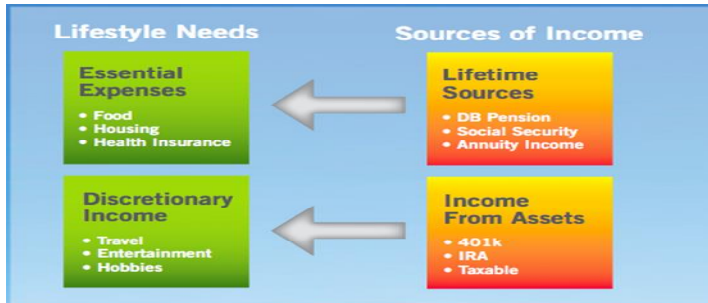 Lifestyle Needs
Sources of Income
Essential
Expenses
• Food
• Housing
• Health Insurance
Lifetime
Sources
• DB Pension
• Social Security
• Annuity Income
Discretionary
Income
• Travel
• Entertainment
• Hobbies
Income
From Assets
• 401k
• IRA
• Taxable